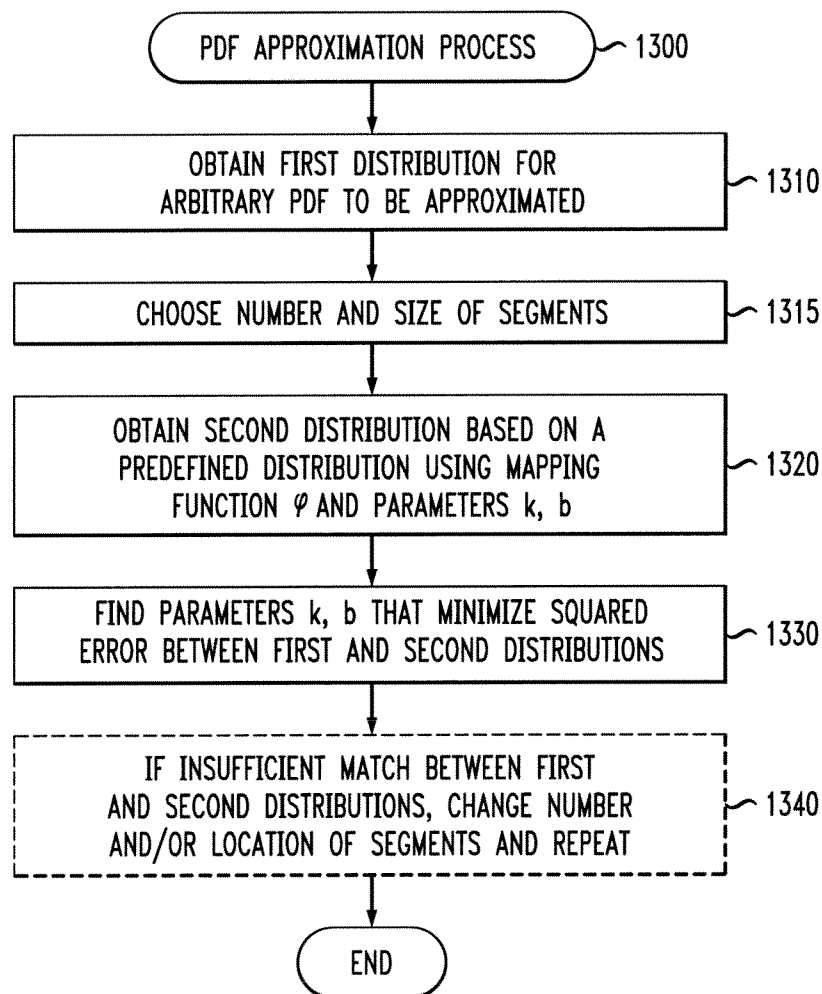 PDF APPROXIMATION PROCESS
1300
OBTAIN FIRST DISTRIBUTION FOR
ARBITRARY PDF TO BE APPROXIMATED
1310
CHOOSE NUMBER AND SIZE OF SEGMENTS
1315
OBTAIN SECOND DISTRIBUTION BASED ON A
PREDEFINED DISTRIBUTION USING MAPPING
FUNCTION φ AND PARAMETERS k, b
1320
FIND PARAMETERS k, b THAT MINIMIZE SQUARED
ERROR BETWEEN FIRST AND SECOND DISTRIBUTIONS
1330
IF INSUFFICIENT MATCH BETWEEN FIRST
AND SECOND DISTRIBUTIONS, CHANGE NUMBER
AND/OR LOCATION OF SEGMENTS AND REPEAT
1340
END